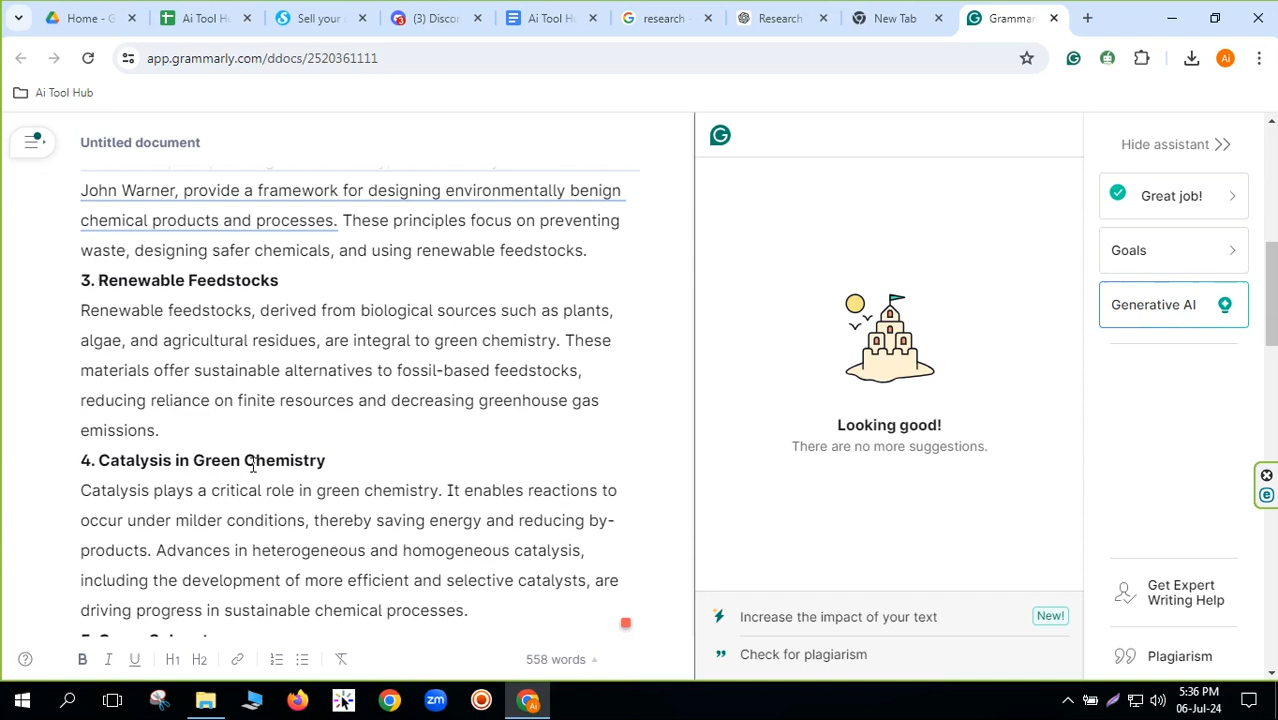 Home - G
Ai Tool H
Sell your
(3) Discor
Ai Tool H
research -
Research
New Tab
Grammar
app.grammarly.com/ddocs/2520361111
Ai
Ai Tool Hub
Untitled document
John Warner, provide a framework for designing environmentally benign
chemical products and processes. These principles focus on preventing
waste, designing safer chemicals, and using renewable feedstocks.
3. Renewable Feedstocks
Renewable feedstocks, derived from biological sources such as plants,
algae, and agricultural residues, are integral to green chemistry. These
materials offer sustainable alternatives to fossil-based feedstocks,
reducing reliance on finite resources and decreasing greenhouse gas
emissions.
4. Catalysis in Green Chemistry
Catalysis plays a critical role in green chemistry. It enables reactions to
occur under milder conditions, thereby saving energy and reducing by-
products. Advances in heterogeneous and homogeneous catalysis,
including the development of more efficient and selective catalysts, are
driving progress in sustainable chemical processes.
B I U H1 H2
558 words
Looking good!
There are no more suggestions.
Increase the impact of your text
New!
Check for plagiarism
Hide assistant
Great job!
Goals
Generative AI
Get Expert
Writing Help
Plagiarism
zm
5:36 PM
06-Jul-24